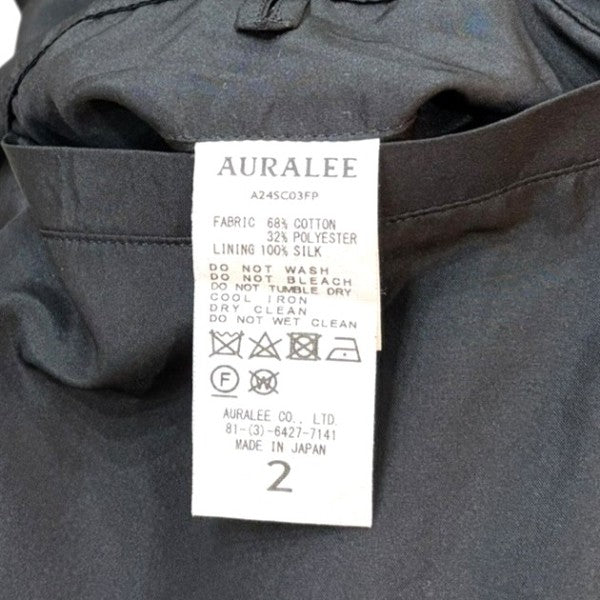 AURALEE
A24SC03FP
FABRIC 68% COTTON
32% POLYESTER
LINING 100% SILK
DO NOT WASH
DO NOT BLEACH
DO NOT TUMBLE DRY
COOL IRON
DRY CLEAN
DO NOT WET CLEAN
F W
AURALEE CO., LTD.
81-(3)-6427-7141
MADE IN JAPAN
2